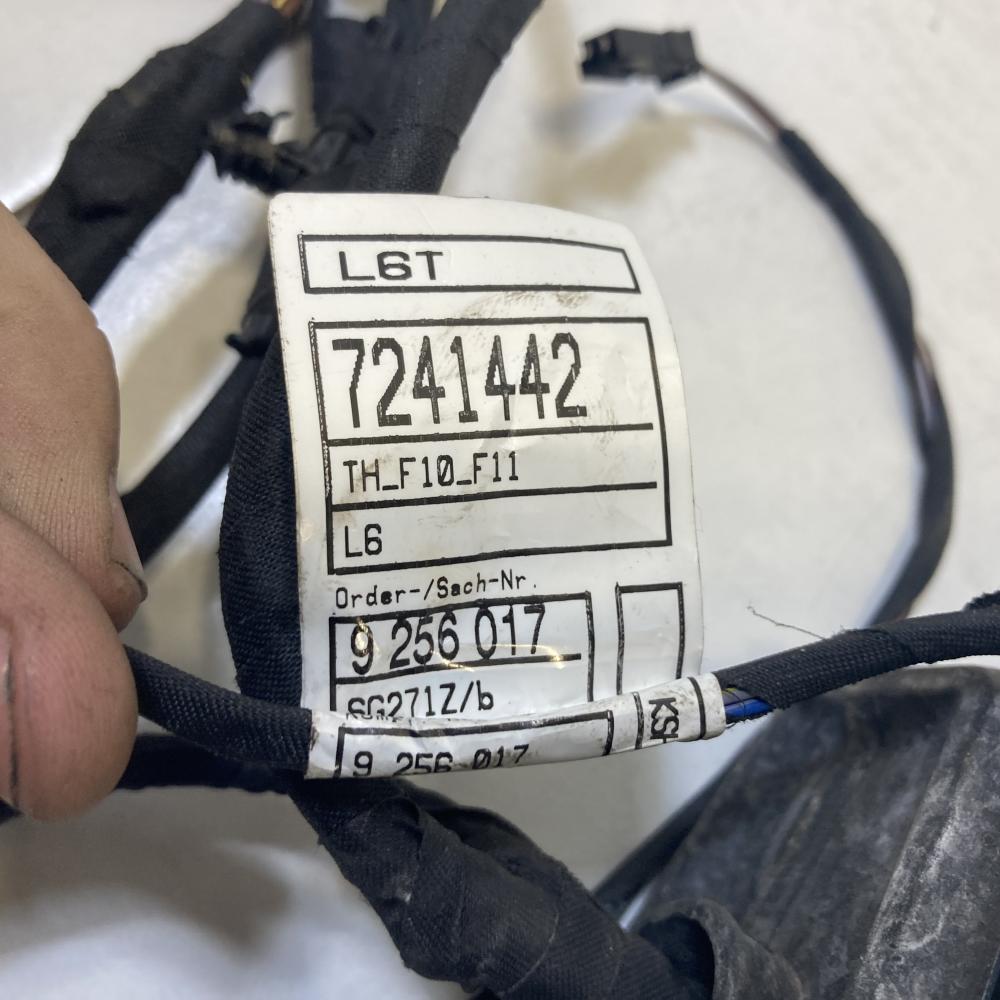 L6T
7241442
TH_F10_F11
L6
Order-/Sach-Nr.
9 256 017
SG271Z/b
9 256 017